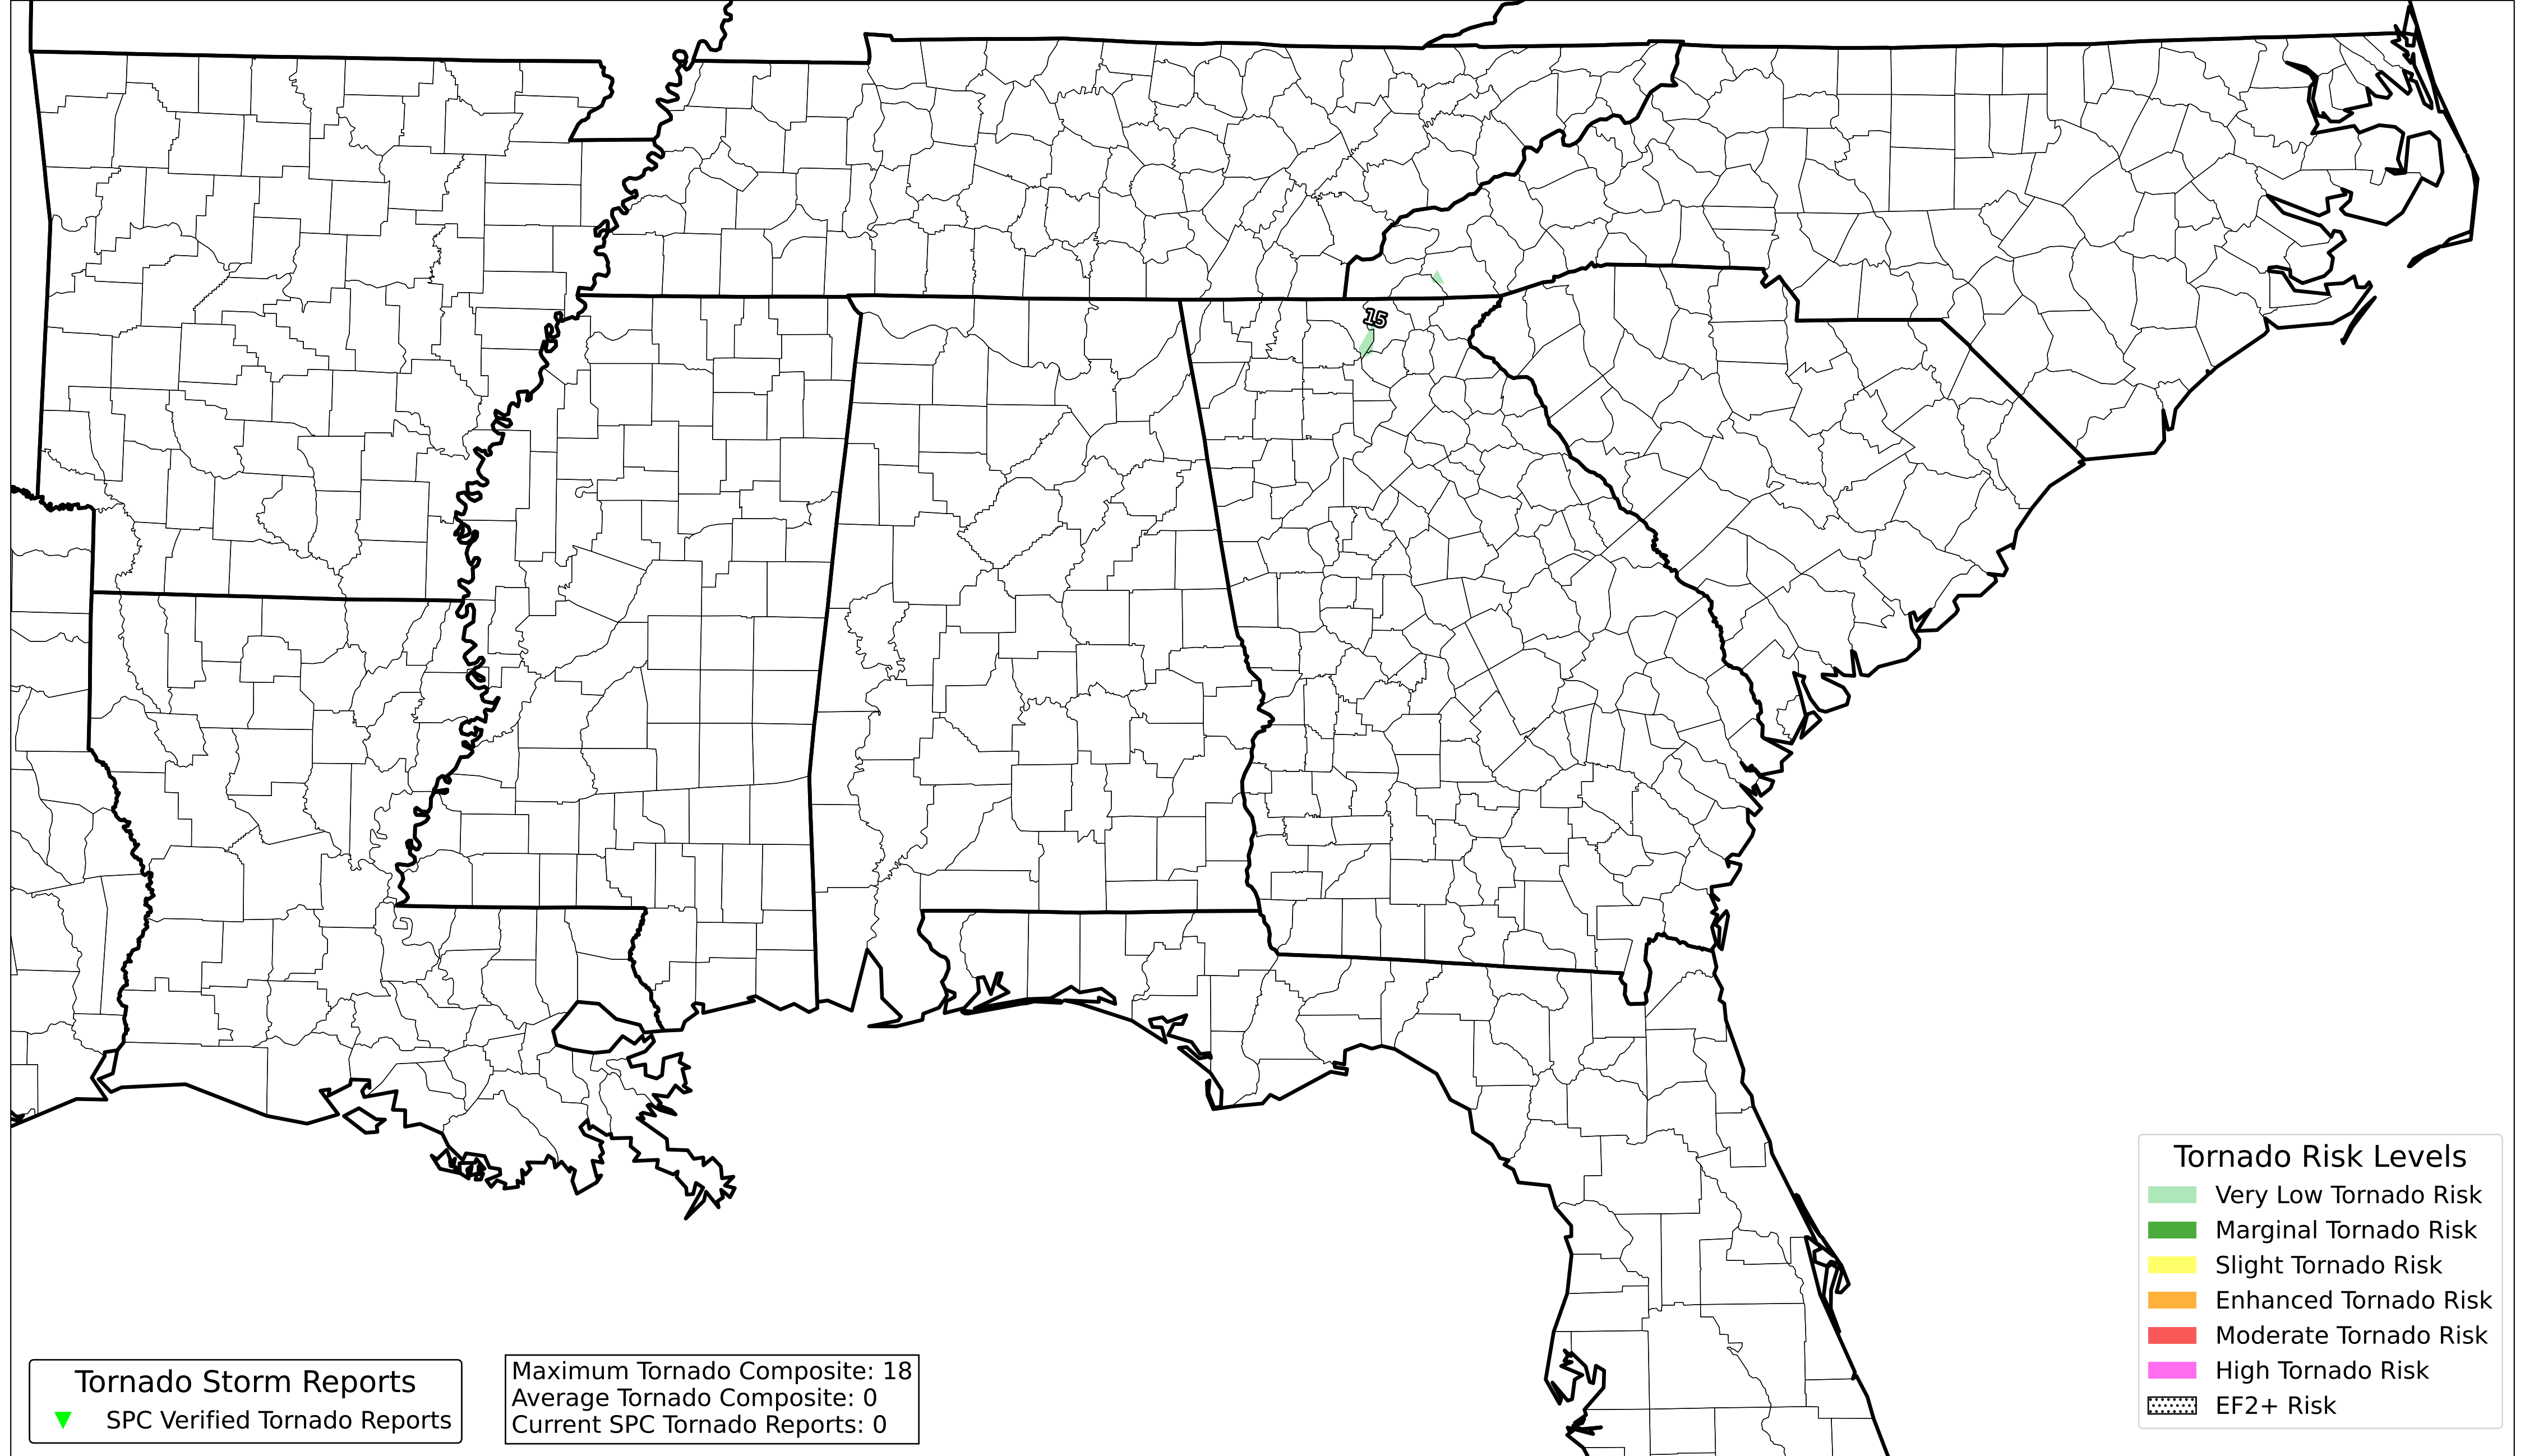 15
Tornado Risk Levels
Very Low Tornado Risk
Marginal Tornado Risk
Slight Tornado Risk
Enhanced Tornado Risk
Moderate Tornado Risk
High Tornado Risk
EF2+ Risk
Tornado Storm Reports
SPC Verified Tornado Reports
Maximum Tornado Composite: 18
Average Tornado Composite: 0
Current SPC Tornado Reports: 0